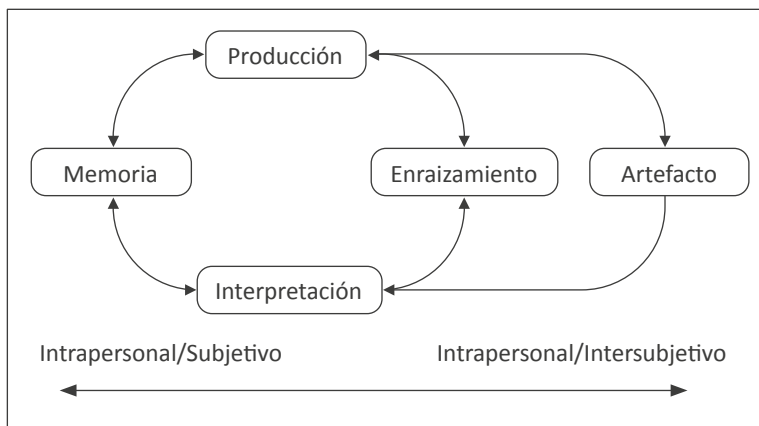 Producción
Memoria
Enraizamiento
Artefacto
Interpretación
Intrapersonal/Subjetivo
Intrapersonal/Intersubjetivo